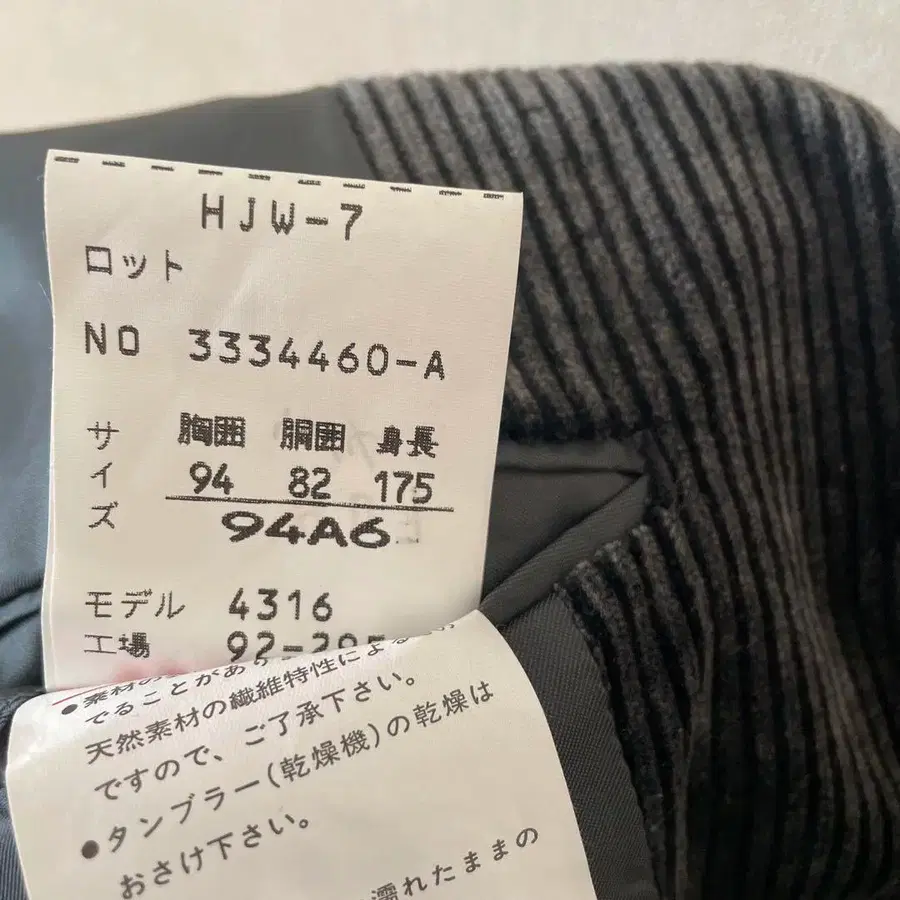 HJW-7
ロット
NO 3334460-A
サイズ 胸囲 胴囲 身長
94 82 175
94A6
モデル 4316
工場
でることがあり
天然素材の繊維特性による
ですので、ご了承下さい。
●タンブラー(乾燥機)の乾燥は
おさけ下さい。
濡れたままの